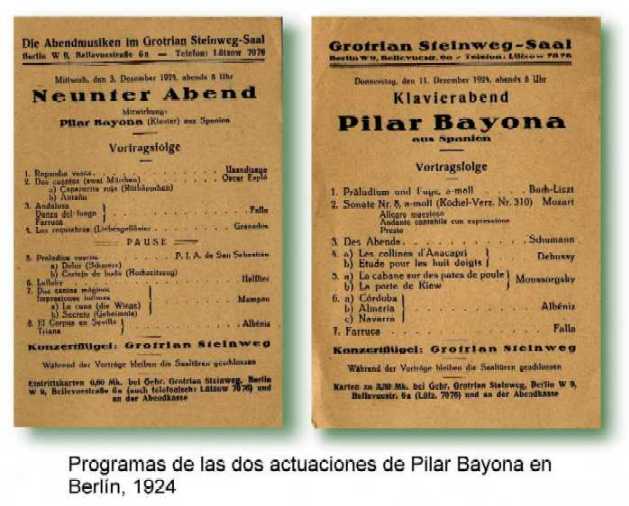 Die Abendmusiken im Grotrian Steinweg-Saal
Berlin W 9, Bellevuestraße 6a — Telefon: Lützow 7076
Mittwoch, den 3. Dezember 1924, abends 8 Uhr
Neunter Abend
Mitwirkung:
Pilar Bayona (Klavier) aus Spanien
Vortragsfolge
1. Rapsodia vasca Usandizaga
2. Dos cuentos (zwei Märchen) Oscar Esplá
a) Caperucita roja (Rotkäppchen)
b) Antaño
3. Andaluza
Danza del fuego Falla
Farruca
4. Los requiebros Granados
PAUSE
5. Preludios vascos P. J. A. de San Sebastián
a) Dolor (Schmerz)
b) Cortejo de boda (Hochzeitszug)
6. Lullaby Halffter
7. Dos cantos mágicos
Impresiones íntimas Mompou
a) La cuna (die Wiege)
b) Secreto (Geheimnis)
8. El Corpus en Sevilla Albéniz
Triana
Konzertflügel: Grotrian Steinweg
Während der Vorträge bleiben die Saaltüren geschlossen
Eintrittskarten 0,60 Mk. bei Gebr. Grotrian Steinweg, Berlin
W 9, Bellevuestraße 6a (auch telefonisch: Lützow 7076) und
an der Abendkasse
Grotrian Steinweg-Saal
Berlin W 9, Bellevuestr. 6a / Telefon: Lützow 7076
Donnerstag, den 11. Dezember 1924, abends 8 Uhr
Klavierabend
Pilar Bayona
aus Spanien
Vortragsfolge
1. Präludium und Fuge, a-moll Bach-Liszt
2. Sonate Nr. 8, a-moll (Köchel-Verz. Nr. 310) Mozart
Allegro maestoso
Andante cantabile con expressione
Presto
3. Des Abends Schumann
4. a) Les collines d'Anacapri Debussy
b) Etude pour les huit doigts
5. a) La cabane sur des pates de poule Moussorgsky
b) La porte de Kiew
6. a) Córdoba
b) Almeria Albéniz
c) Navarra
7. Farruca Falla
Konzertflügel: Grotrian Steinweg
Während der Vorträge bleiben die Saaltüren geschlossen
Karten zu Mk. bei Gebr. Grotrian Steinweg, Berlin W 9,
Bellevuestr. 6a (Lütz. 7076) und an der Abendkasse
Programas de las dos actuaciones de Pilar Bayona en
Berlín, 1924